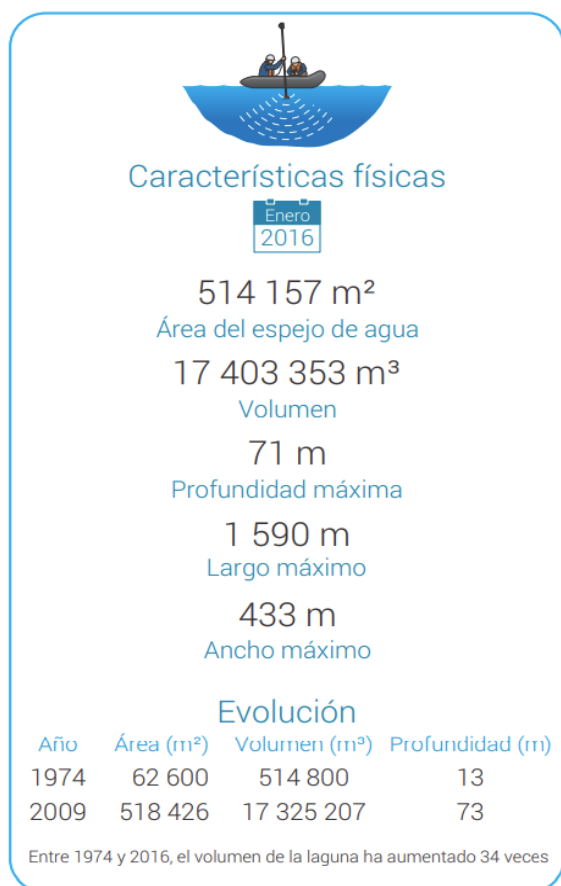 Características físicas
Enero
2016
514 157 m²
Área del espejo de agua
17 403 353 m³
Volumen
71 m
Profundidad máxima
1 590 m
Largo máximo
433 m
Ancho máximo
Evolución
Año Área (m²) Volumen (m³) Profundidad (m)
1974 62 600 514 800 13
2009 518 426 17 325 207 73
Entre 1974 y 2016, el volumen de la laguna ha aumentado 34 veces